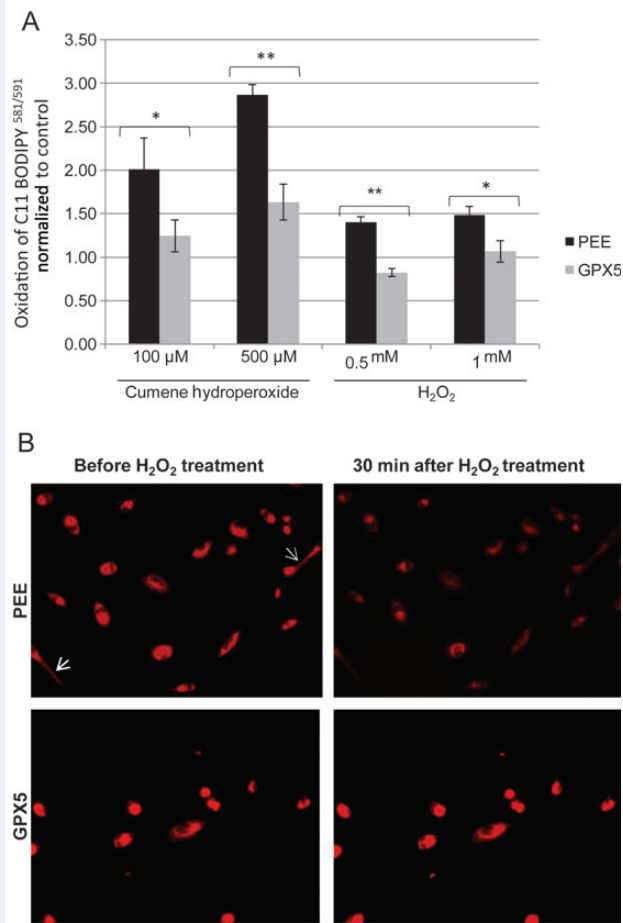 A
Oxidation of C11 BODIPY 581/591
normalized to control
3.50
3.00
2.50
2.00
1.50
1.00
0.50
0.00
*
**
**
*
PEE
GPX5
100 µM
500 µM
0.5 mM
1 mM
Cumene hydroperoxide
H₂O₂
B
Before H₂O₂ treatment
30 min after H₂O₂ treatment
PEE
GPX5